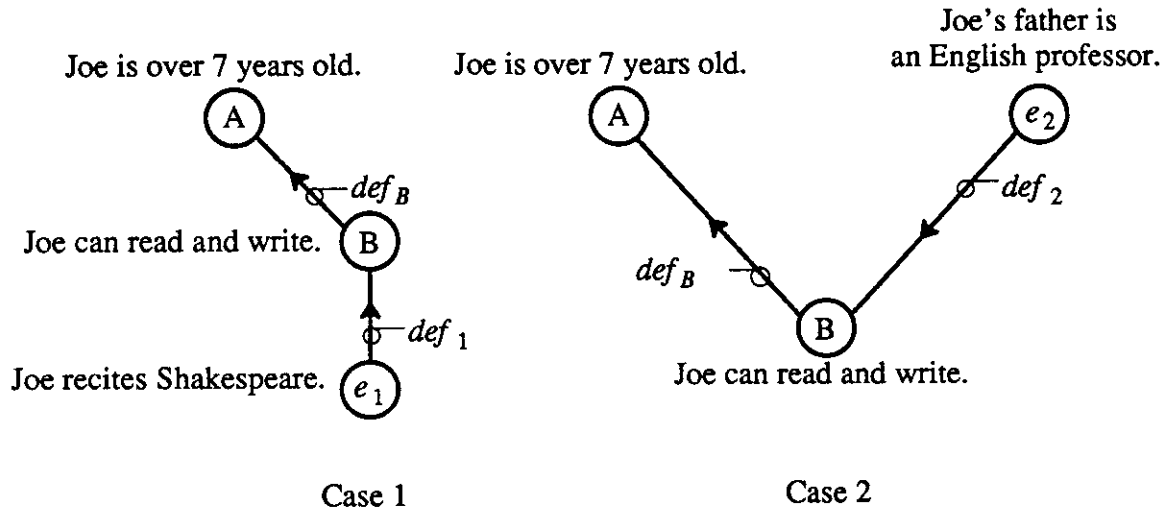 Joe is over 7 years old.
A
def_B
Joe can read and write.
B
def_1
Joe recites Shakespeare.
e_1
Case 1
Joe is over 7 years old.
A
Joe's father is
an English professor.
e_2
def_2
def_B
B
Joe can read and write.
Case 2